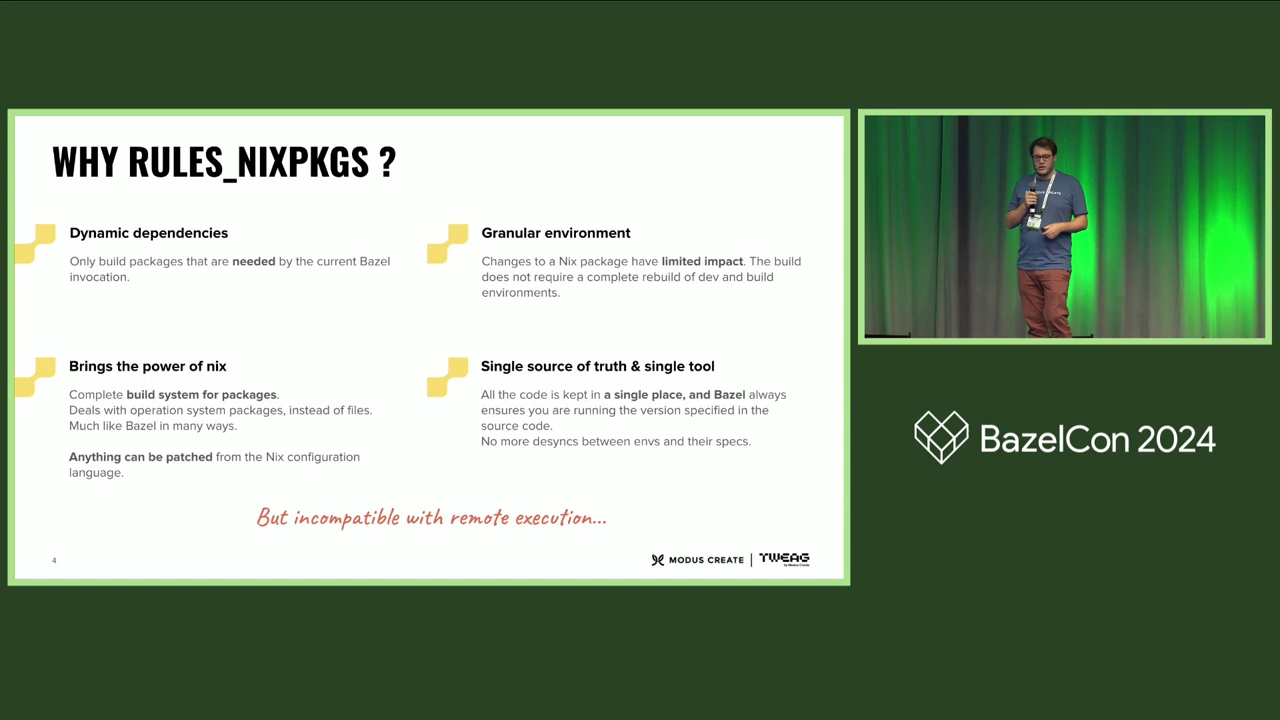 WHY RULES_NIXPKGS ?
Dynamic dependencies
Only build packages that are needed by the current Bazel
invocation.
Granular environment
Changes to a Nix package have limited impact. The build
does not require a complete rebuild of dev and build
environments.
Brings the power of nix
Complete build system for packages.
Deals with operation system packages, instead of files.
Much like Bazel in many ways.
Anything can be patched from the Nix configuration
language.
Single source of truth & single tool
All the code is kept in a single place, and Bazel always
ensures you are running the version specified in the
source code.
No more desyncs between envs and their specs.
But incompatible with remote execution...
4
MODUS CREATE | TWEAG
by Modus Create
BazelCon 2024